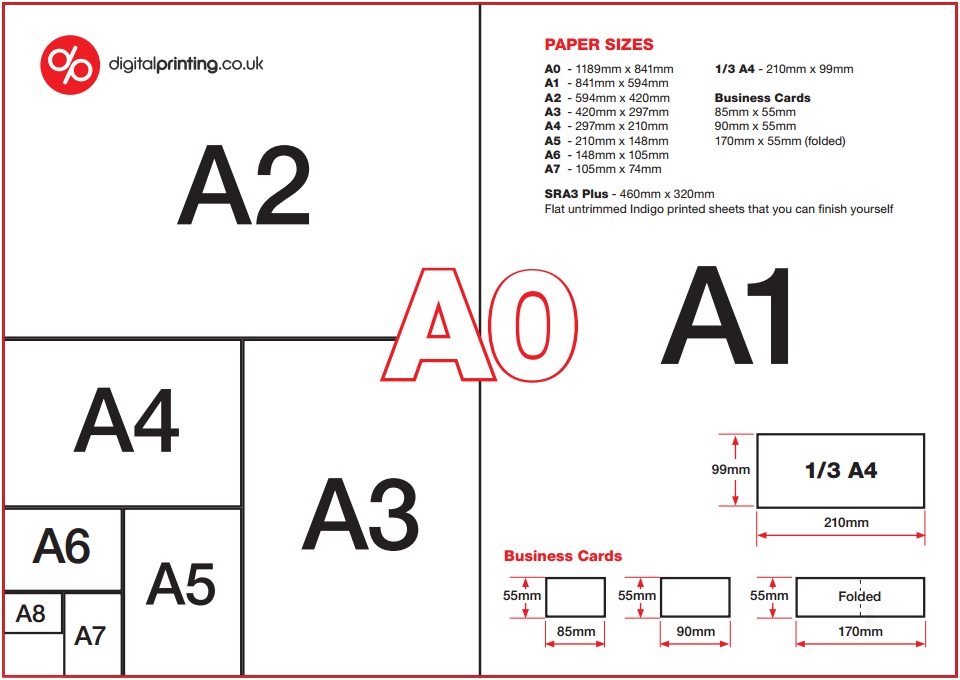 digitalprinting.co.uk
PAPER SIZES
A0 - 1189mm x 841mm
A1 - 841mm x 594mm
A2 - 594mm x 420mm
A3 - 420mm x 297mm
A4 - 297mm x 210mm
A5 - 210mm x 148mm
A6 - 148mm x 105mm
A7 - 105mm x 74mm
1/3 A4 - 210mm x 99mm
Business Cards
85mm x 55mm
90mm x 55mm
170mm x 55mm (folded)
SRA3 Plus - 460mm x 320mm
Flat untrimmed Indigo printed sheets that you can finish yourself
A2
A0
A1
A4
A3
A6
A5
A8
A7
99mm
1/3 A4
210mm
Business Cards
55mm
85mm
55mm
90mm
55mm
Folded
170mm